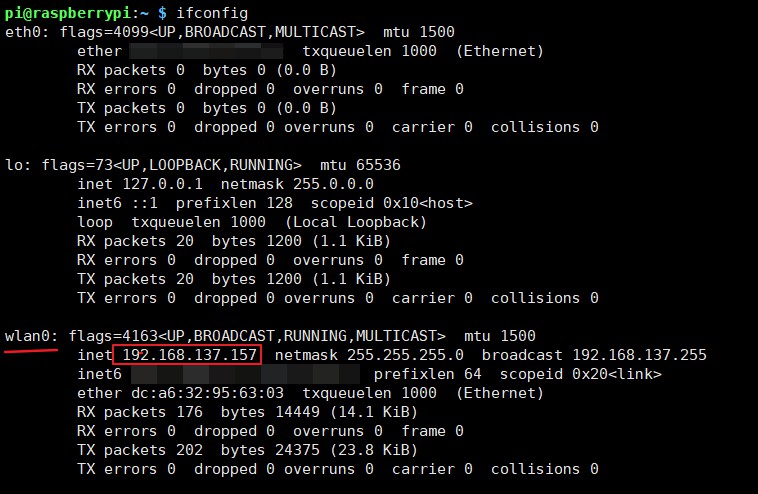 pi@raspberrypi:~ $ ifconfig
eth0: flags=4099<UP,BROADCAST,MULTICAST>  mtu 1500
        ether                     txqueuelen 1000  (Ethernet)
        RX packets 0  bytes 0 (0.0 B)
        RX errors 0  dropped 0  overruns 0  frame 0
        TX packets 0  bytes 0 (0.0 B)
        TX errors 0  dropped 0 overruns 0  carrier 0  collisions 0

lo: flags=73<UP,LOOPBACK,RUNNING>  mtu 65536
        inet 127.0.0.1  netmask 255.0.0.0
        inet6 ::1  prefixlen 128  scopeid 0x10<host>
        loop  txqueuelen 1000  (Local Loopback)
        RX packets 20  bytes 1200 (1.1 KiB)
        RX errors 0  dropped 0  overruns 0  frame 0
        TX packets 20  bytes 1200 (1.1 KiB)
        TX errors 0  dropped 0 overruns 0  carrier 0  collisions 0

wlan0: flags=4163<UP,BROADCAST,RUNNING,MULTICAST>  mtu 1500
        inet 192.168.137.157  netmask 255.255.255.0  broadcast 192.168.137.255
        inet6                            prefixlen 64  scopeid 0x20<link>
        ether dc:a6:32:95:63:03  txqueuelen 1000  (Ethernet)
        RX packets 176  bytes 14449 (14.1 KiB)
        RX errors 0  dropped 0  overruns 0  frame 0
        TX packets 202  bytes 24375 (23.8 KiB)
        TX errors 0  dropped 0 overruns 0  carrier 0  collisions 0